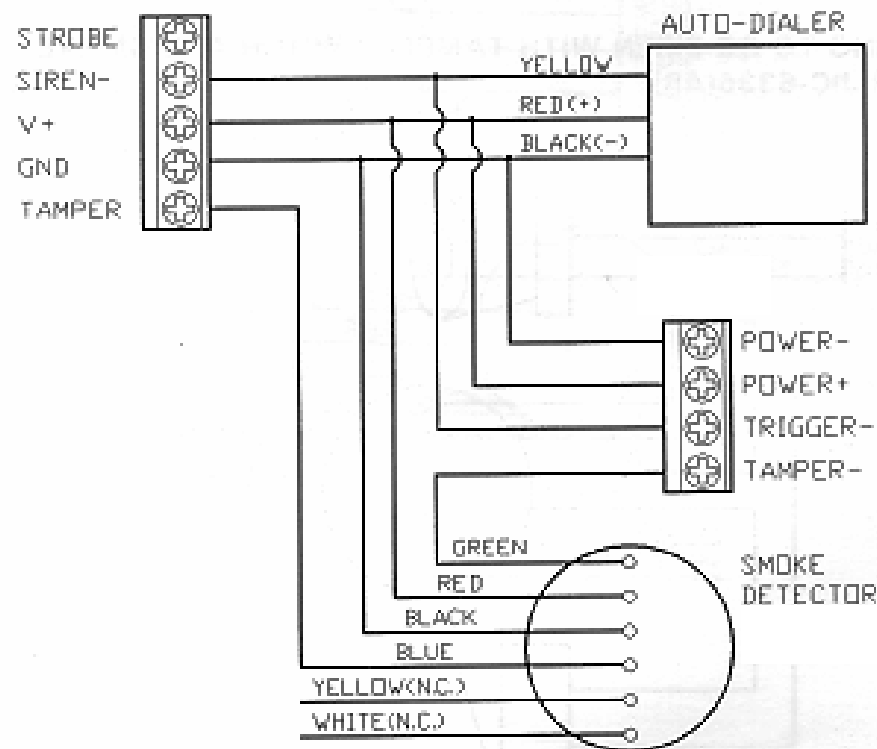 STROBE
SIREN-
V+
GND
TAMPER
AUTO-DIALER
YELLOW
RED(+)
BLACK(-)
POWER-
POWER+
TRIGGER-
TAMPER-
GREEN
RED
BLACK
BLUE
YELLOW(N.C.)
WHITE(N.C.)
SMOKE
DETECTOR